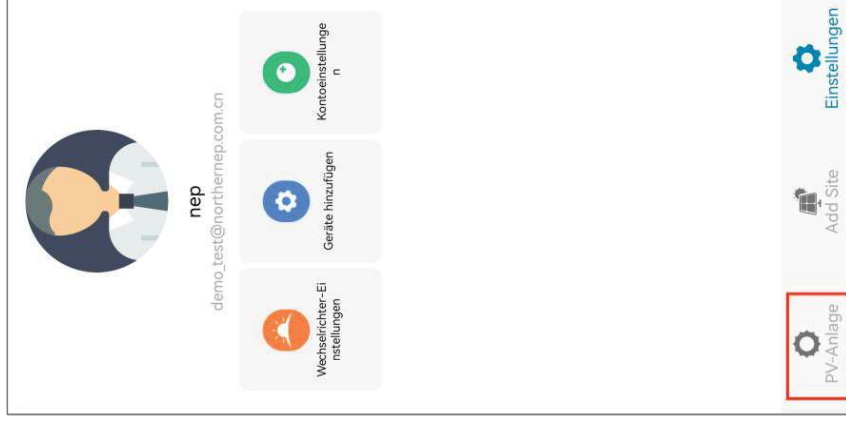 nep
demo_test@northernep.com.cn
Wechselrichter-Ei
nstellungen
Geräte hinzufügen
Kontoeinstellunge
n
PV-Anlage
Add Site
Einstellungen